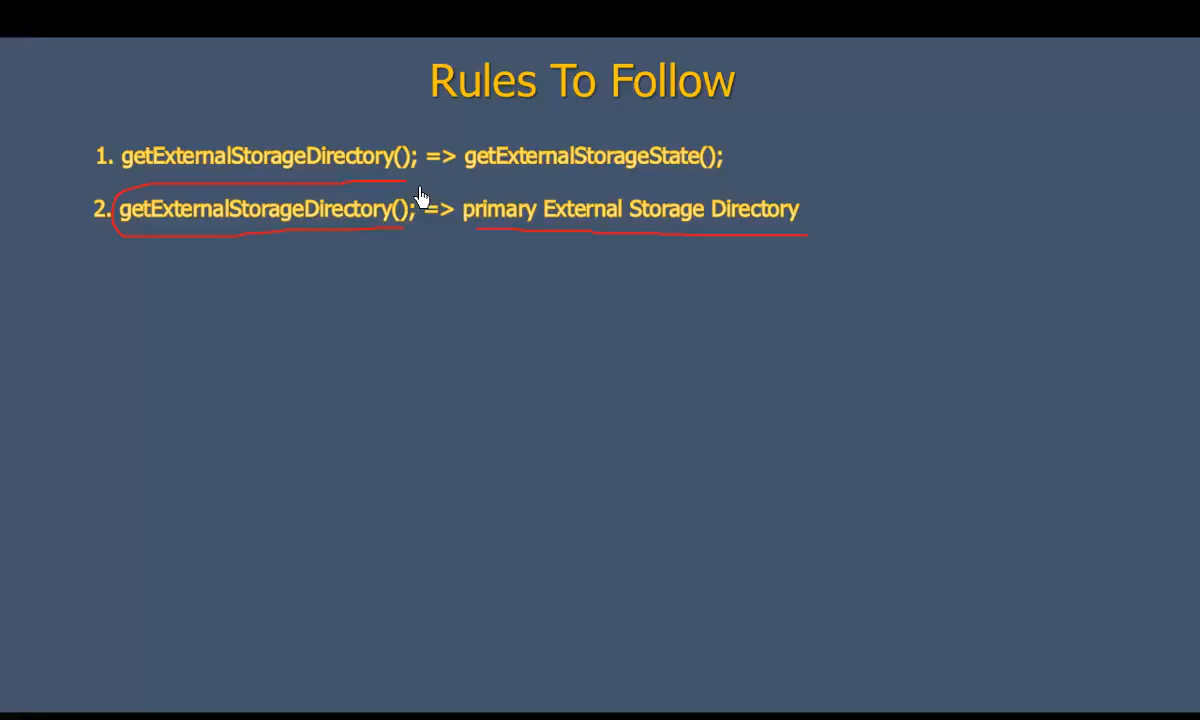 Rules To Follow
1. getExternalStorageDirectory(); => getExternalStorageState();
2. getExternalStorageDirectory(); => primary External Storage Directory